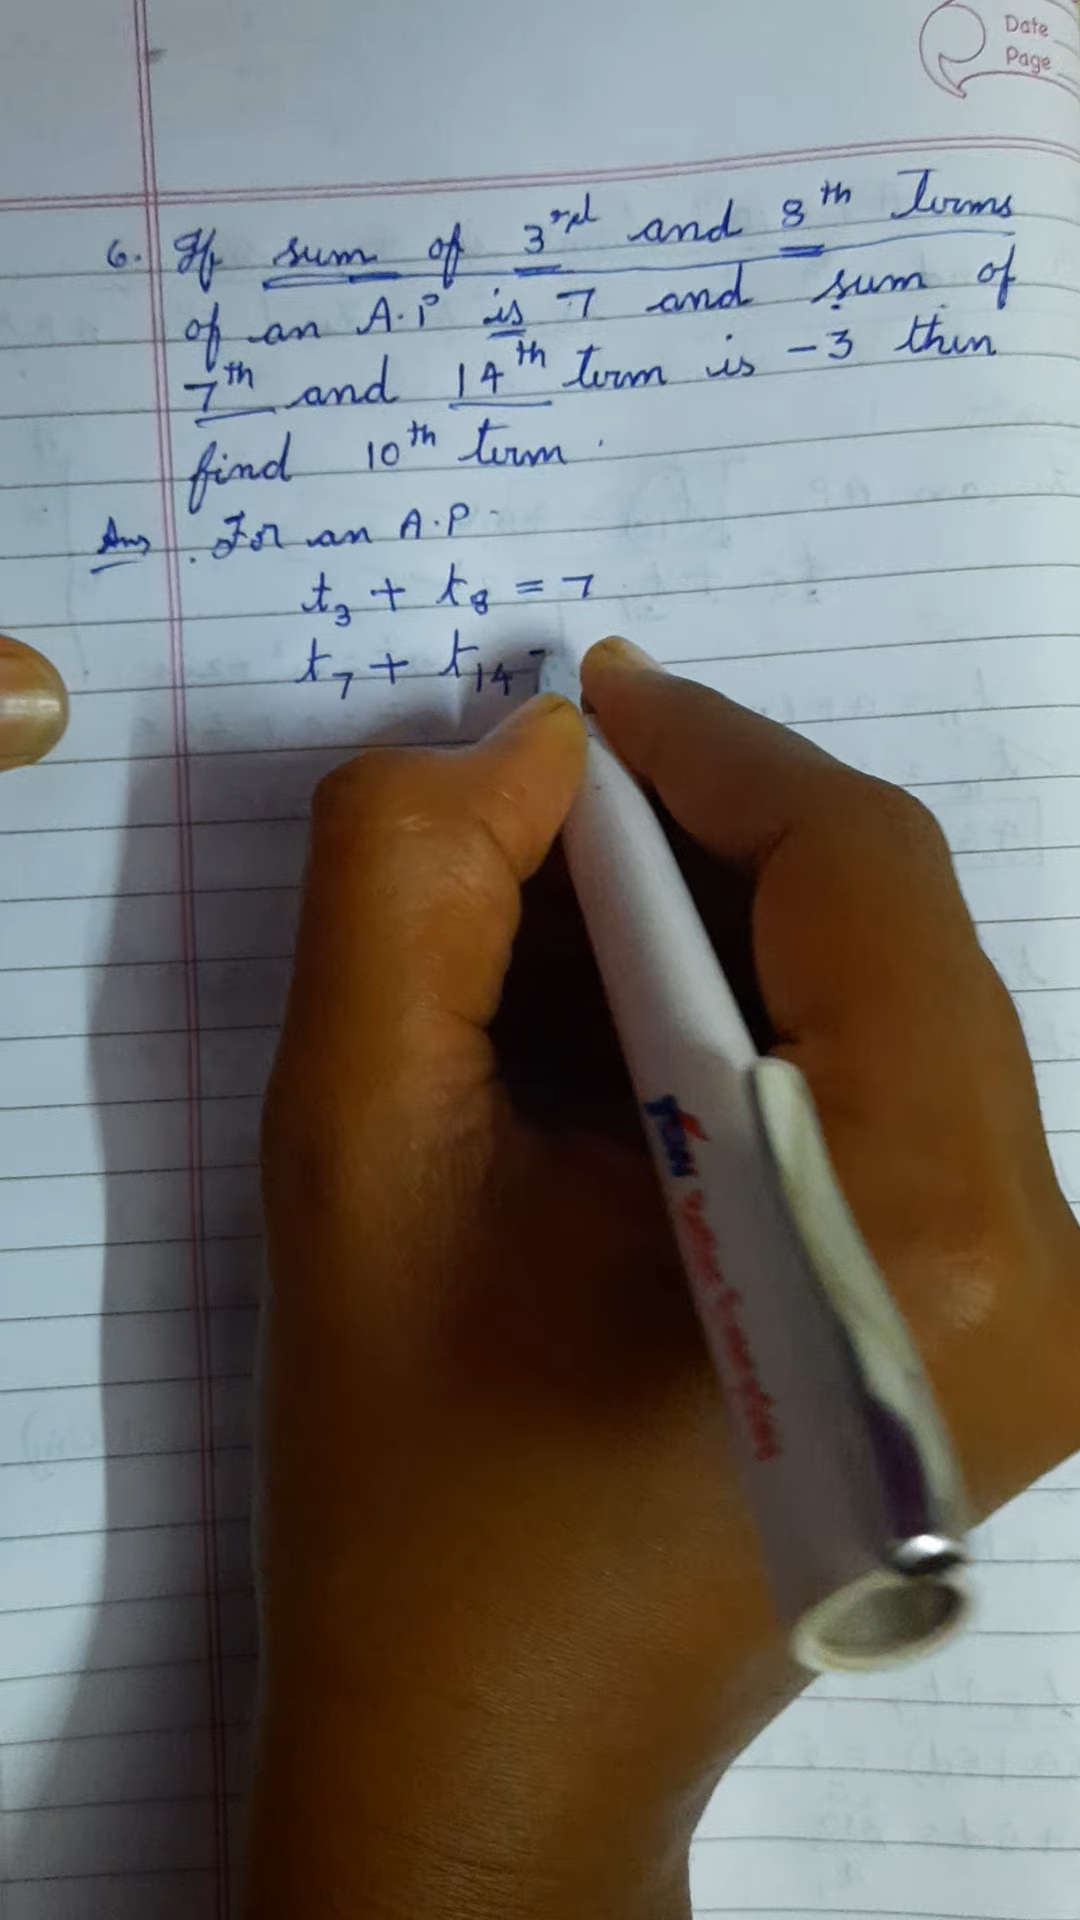 Date
Page
6. If sum of 3rd and 8th Terms
of an A.P is 7 and sum of
7th and 14th term is -3 then
find 10th term.
Ans. For an A.P.
t3 + t8 = 7
t7 + t14 =